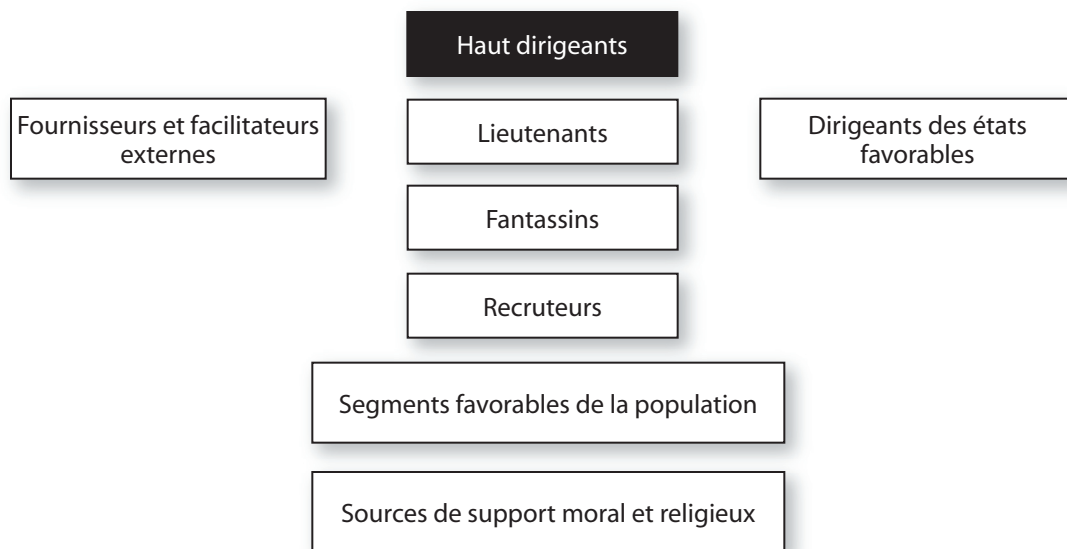 Haut dirigeants
Fournisseurs et facilitateurs
externes
Lieutenants
Dirigeants des états
favorables
Fantassins
Recruteurs
Segments favorables de la population
Sources de support moral et religieux